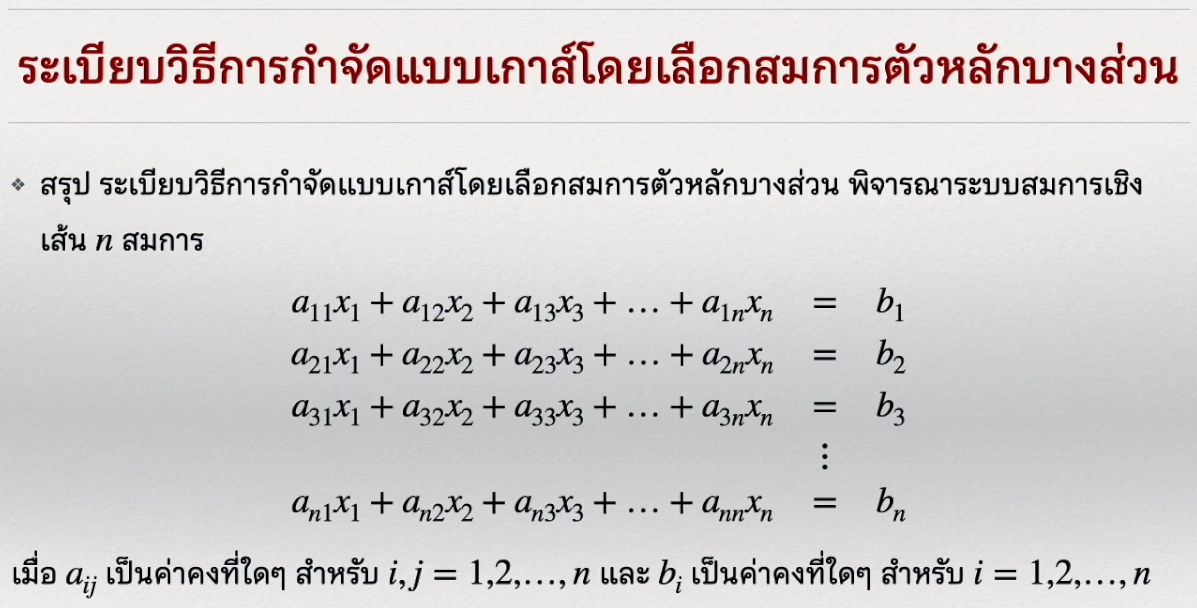 ระเบียบวิธีการกำจัดแบบเกาส์โดยเลือกสมการตัวหลักบางส่วน
❖ สรุป ระเบียบวิธีการกำจัดแบบเกาส์โดยเลือกสมการตัวหลักบางส่วน พิจารณาระบบสมการเชิง
เส้น n สมการ
a₁₁x₁ + a₁₂x₂ + a₁₃x₃ + … + a₁ₙxₙ = b₁
a₂₁x₁ + a₂₂x₂ + a₂₃x₃ + … + a₂ₙxₙ = b₂
a₃₁x₁ + a₃₂x₂ + a₃₃x₃ + … + a₃ₙxₙ = b₃
⋮
aₙ₁x₁ + aₙ₂x₂ + aₙ₃x₃ + … + aₙₙxₙ = bₙ
เมื่อ aᵢⱼ เป็นค่าคงที่ใดๆ สำหรับ i, j = 1,2,…, n และ bᵢ เป็นค่าคงที่ใดๆ สำหรับ i = 1,2,…, n